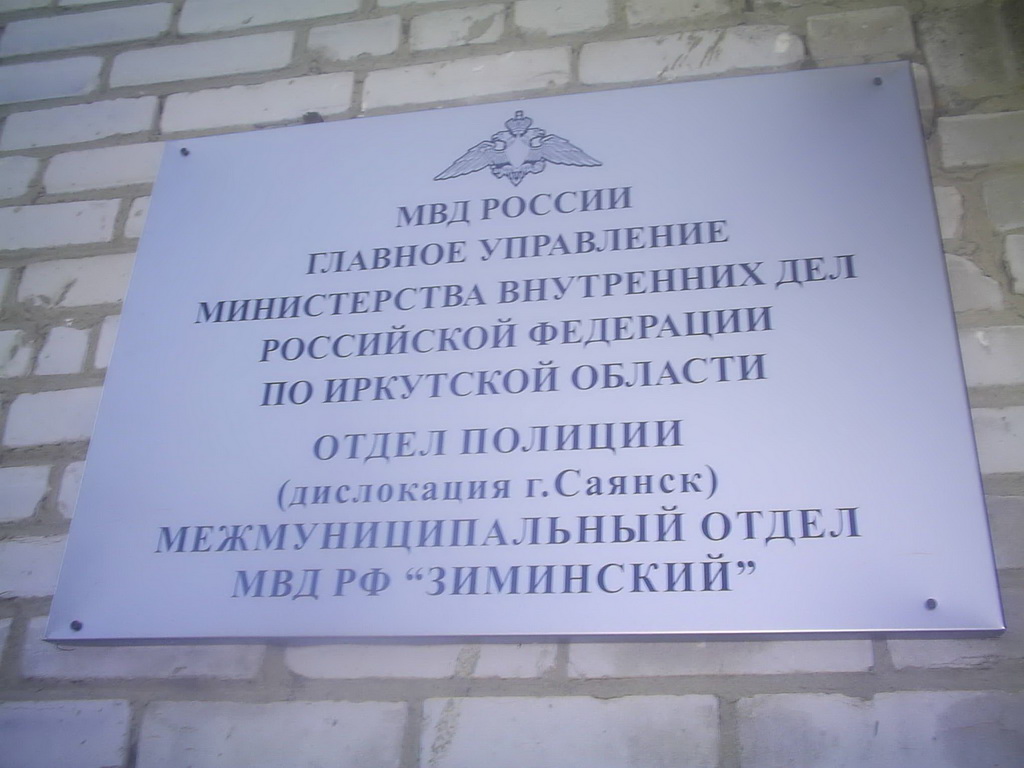 МВД РОССИИ
ГЛАВНОЕ УПРАВЛЕНИЕ
МИНИСТЕРСТВА ВНУТРЕННИХ ДЕЛ
РОССИЙСКОЙ ФЕДЕРАЦИИ
ПО ИРКУТСКОЙ ОБЛАСТИ
ОТДЕЛ ПОЛИЦИИ
(дислокация г.Саянск)
МЕЖМУНИЦИПАЛЬНЫЙ ОТДЕЛ
МВД РФ “ЗИМИНСКИЙ”